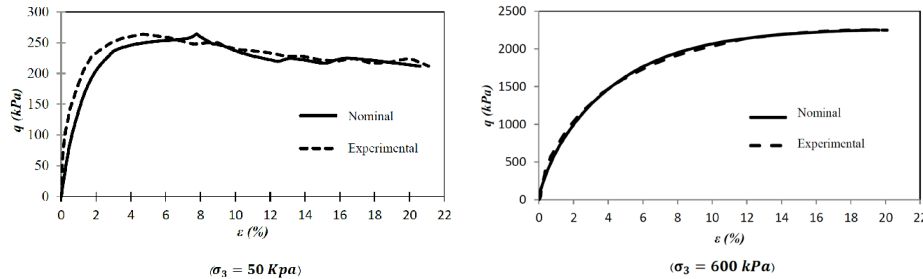 300
250
200
150
100
50
0
q (kPa)
Nominal
Experimental
0 2 4 6 8 10 12 14 16 18 20 22
ε (%)
(σ₃ = 50 Kpa)
2500
2000
1500
1000
500
0
q (kPa)
Nominal
Experimental
0 2 4 6 8 10 12 14 16 18 20 22
ε (%)
(σ₃ = 600 kPa)